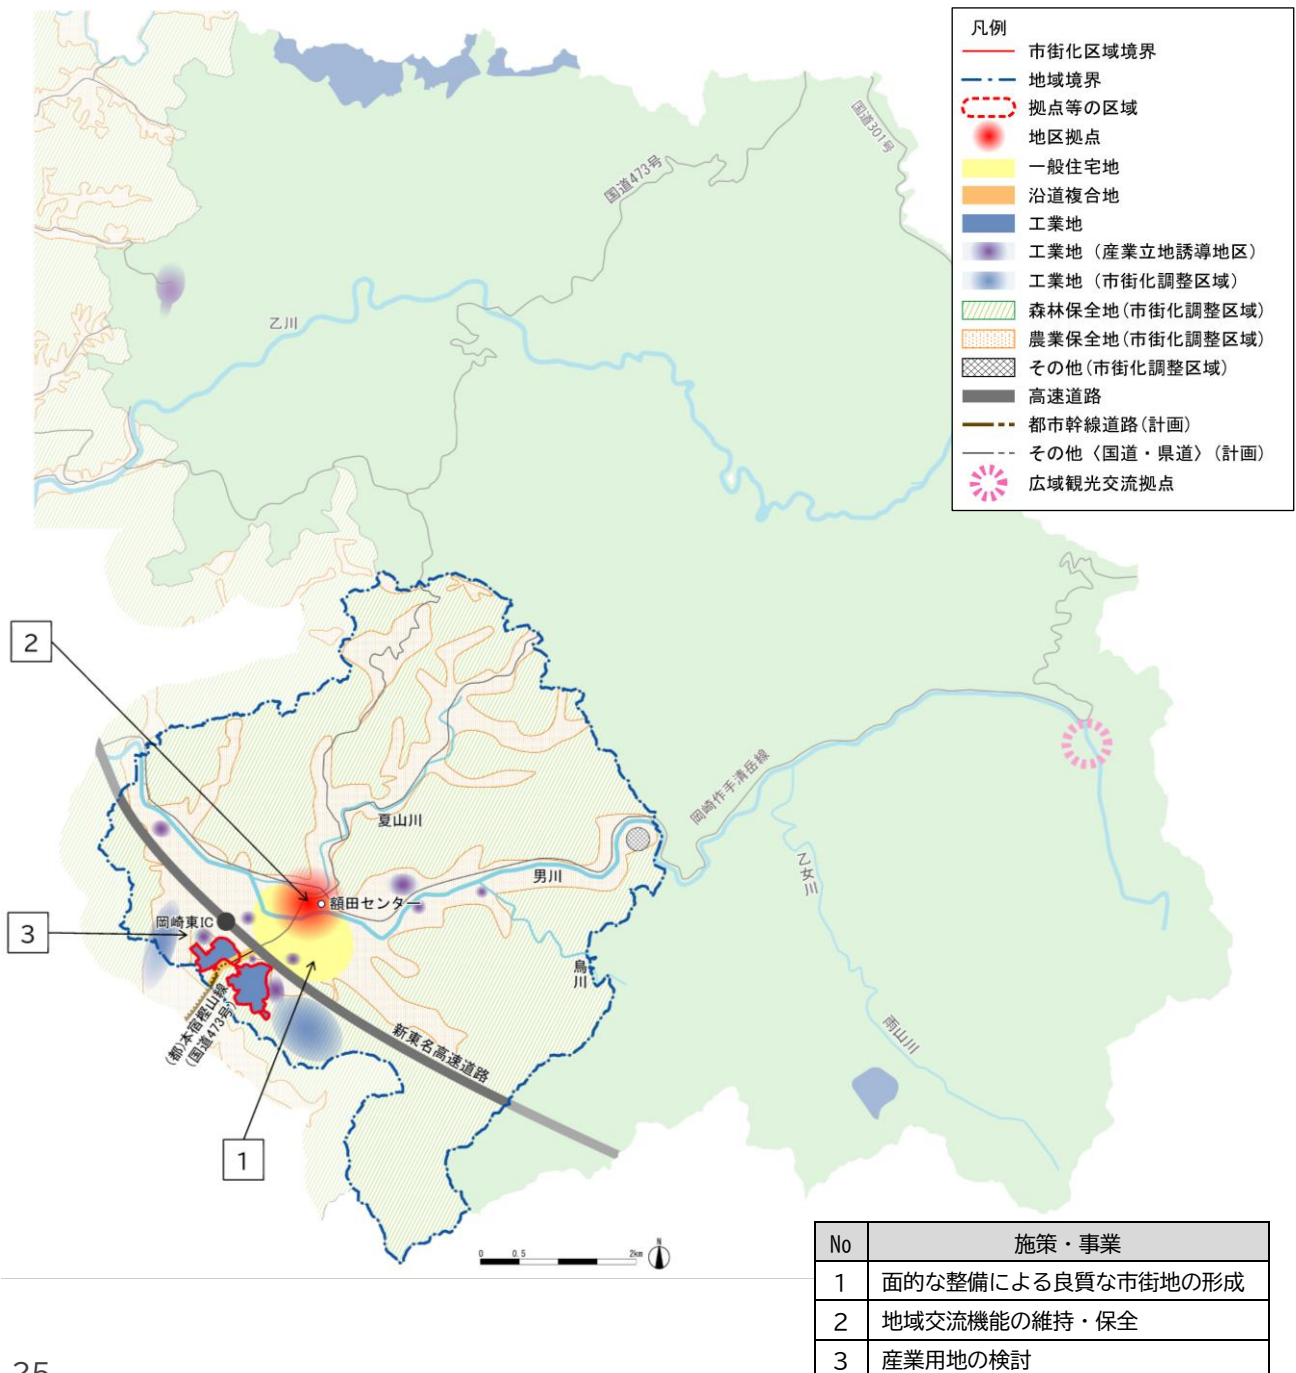 凡例
市街化区域境界
地域境界
拠点等の区域
地区拠点
一般住宅地
沿道複合地
工業地
工業地（産業立地誘導地区）
工業地（市街化調整区域）
森林保全地(市街化調整区域)
農業保全地(市街化調整区域)
その他(市街化調整区域)
高速道路
都市幹線道路(計画)
その他〈国道・県道〉(計画)
広域観光交流拠点
国道301号
国道473号
乙川
2
岡崎作手清岳線
夏山川
乙女川
男川
額田センター
岡崎東IC
3
鳥川
(都)本宿樫山線
(国道473号)
新東名高速道路
雨山川
1
0 0.5 2km
N
No 施策・事業
1 面的な整備による良質な市街地の形成
2 地域交流機能の維持・保全
3 産業用地の検討
25